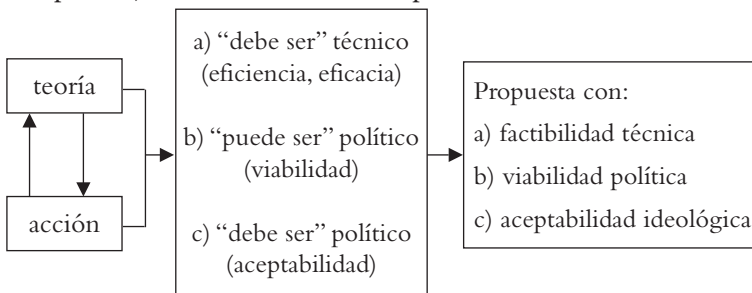 teoría
acción
a) “debe ser” técnico
(eficiencia, eficacia)
b) “puede ser” político
(viabilidad)
c) “debe ser” político
(aceptabilidad)
Propuesta con:
a) factibilidad técnica
b) viabilidad política
c) aceptabilidad ideológica